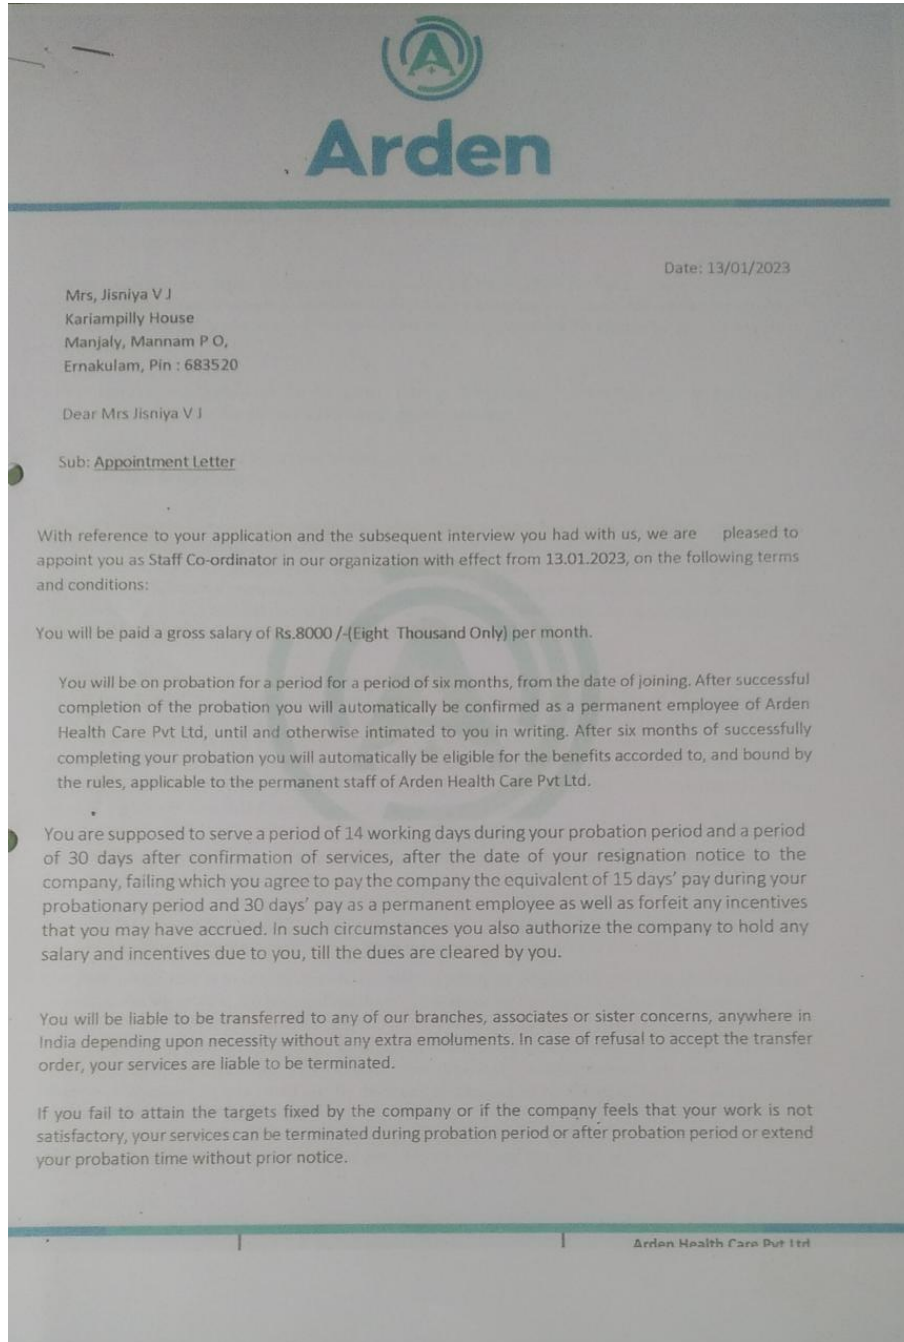 A
Arden
Date: 13/01/2023
Mrs, Jisniya V J
Kariampilly House
Manjaly, Mannam P O,
Ernakulam, Pin : 683520
Dear Mrs Jisniya V J
Sub: Appointment Letter
With reference to your application and the subsequent interview you had with us, we are pleased to
appoint you as Staff Co-ordinator in our organization with effect from 13.01.2023, on the following terms
and conditions:
You will be paid a gross salary of Rs.8000/-(Eight Thousand Only) per month.
You will be on probation for a period for a period of six months, from the date of joining. After successful
completion of the probation you will automatically be confirmed as a permanent employee of Arden
Health Care Pvt Ltd, until and otherwise intimated to you in writing. After six months of successfully
completing your probation you will automatically be eligible for the benefits accorded to, and bound by
the rules, applicable to the permanent staff of Arden Health Care Pvt Ltd.
You are supposed to serve a period of 14 working days during your probation period and a period
of 30 days after confirmation of services, after the date of your resignation notice to the
company, failing which you agree to pay the company the equivalent of 15 days' pay during your
probationary period and 30 days' pay as a permanent employee as well as forfeit any incentives
that you may have accrued. In such circumstances you also authorize the company to hold any
salary and incentives due to you, till the dues are cleared by you.
You will be liable to be transferred to any of our branches, associates or sister concerns, anywhere in
India depending upon necessity without any extra emoluments. In case of refusal to accept the transfer
order, your services are liable to be terminated.
If you fail to attain the targets fixed by the company or if the company feels that your work is not
satisfactory, your services can be terminated during probation period or after probation period or extend
your probation time without prior notice.
Arden Health Care Pvt Ltd